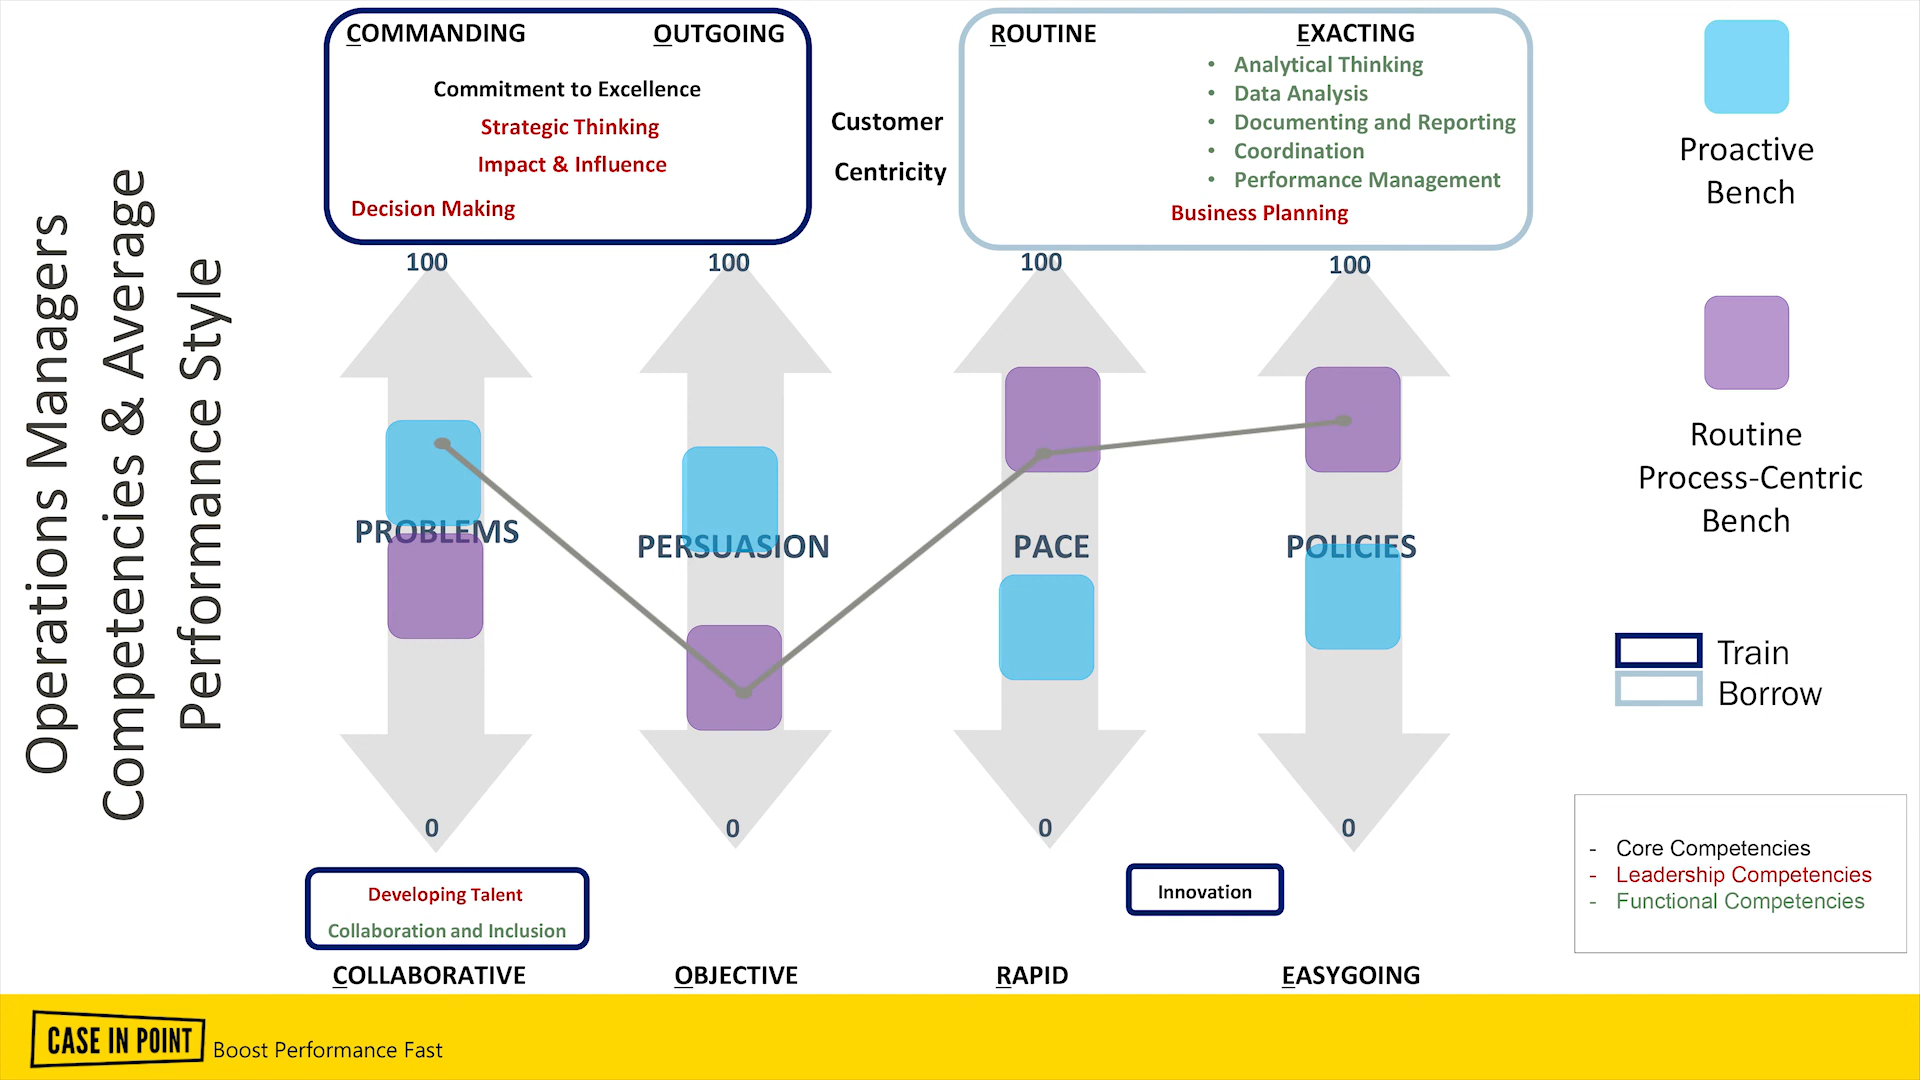 Operations Managers
Competencies & Average
Performance Style
COMMANDING
OUTGOING
Commitment to Excellence
Strategic Thinking
Impact & Influence
Decision Making
Customer
Centricity
ROUTINE
EXACTING
• Analytical Thinking
• Data Analysis
• Documenting and Reporting
• Coordination
• Performance Management
Business Planning
100
100
100
100
PROBLEMS
PERSUASION
PACE
POLICIES
0
0
0
0
Developing Talent
Collaboration and Inclusion
Innovation
COLLABORATIVE
OBJECTIVE
RAPID
EASYGOING
Proactive
Bench
Routine
Process-Centric
Bench
Train
Borrow
- Core Competencies
- Leadership Competencies
- Functional Competencies
CASE IN POINT
Boost Performance Fast